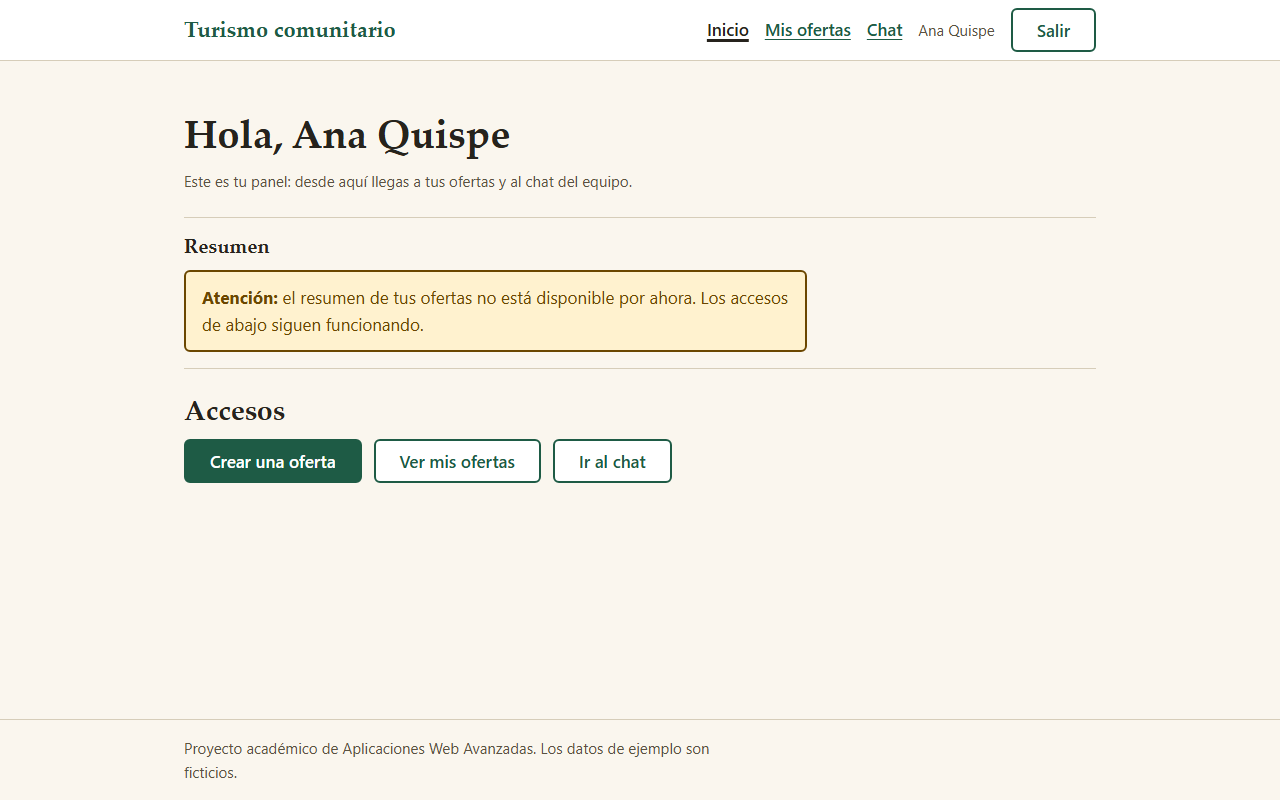 Turismo comunitario
Inicio Mis ofertas Chat Ana Quispe Salir
Hola, Ana Quispe
Este es tu panel: desde aquí llegas a tus ofertas y al chat del equipo.
Resumen
Atención: el resumen de tus ofertas no está disponible por ahora. Los accesos
de abajo siguen funcionando.
Accesos
Crear una oferta Ver mis ofertas Ir al chat
Proyecto académico de Aplicaciones Web Avanzadas. Los datos de ejemplo son
ficticios.